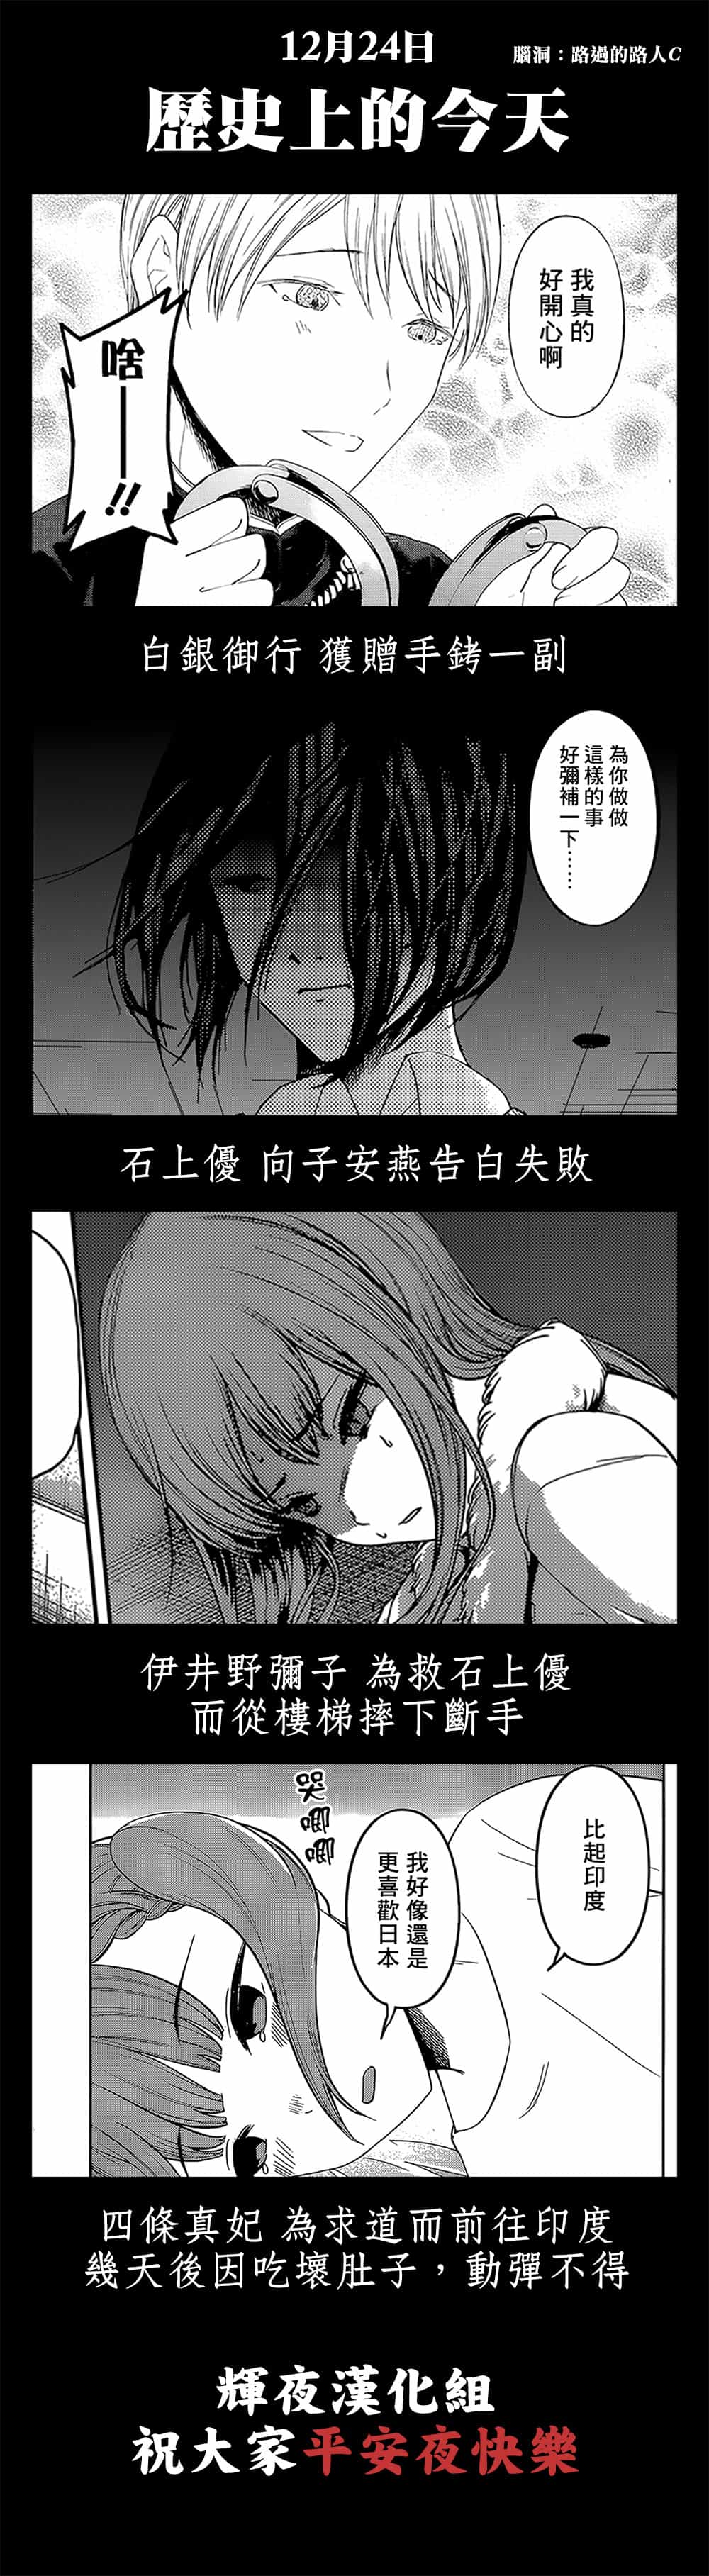 12月24日
腦洞：路過的路人C
歷史上的今天
我真的
好開心啊
啥——!!
白銀御行 獲贈手銬一副
為你做做
這樣的事
好彌補一下……
石上優 向子安燕告白失敗
伊井野彌子 為救石上優
而從樓梯摔下斷手
比起印度
我好像還是
更喜歡日本
哭唧唧
四條真妃 為求道而前往印度
幾天後因吃壞肚子，動彈不得
輝夜漢化組
祝大家平安夜快樂